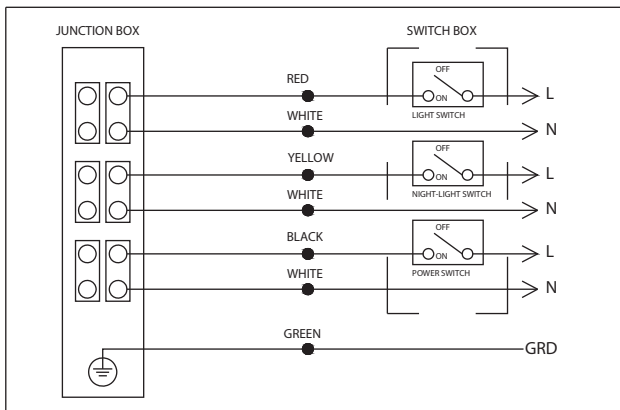 JUNCTION BOX
SWITCH BOX
OFF
RED
ON
L
LIGHT SWITCH
WHITE
N
OFF
YELLOW
ON
L
NIGHT-LIGHT SWITCH
WHITE
N
OFF
BLACK
ON
L
POWER SWITCH
WHITE
N
GREEN
GRD